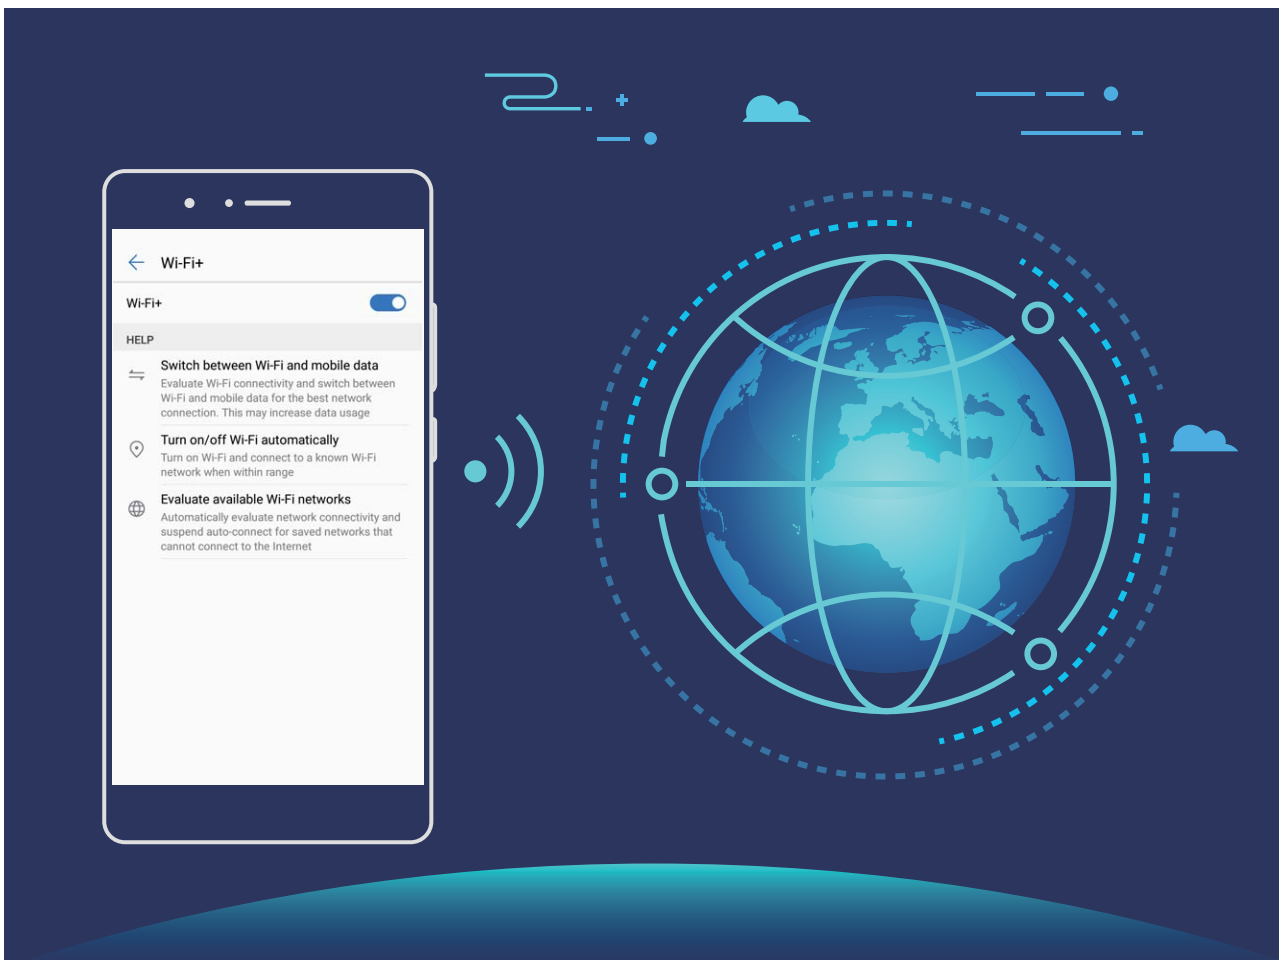 Wi-Fi+
Wi-Fi+
HELP
Switch between Wi-Fi and mobile data
Evaluate Wi-Fi connectivity and switch between
Wi-Fi and mobile data for the best network
connection. This may increase data usage
Turn on/off Wi-Fi automatically
Turn on Wi-Fi and connect to a known Wi-Fi
network when within range
Evaluate available Wi-Fi networks
Automatically evaluate network connectivity and
suspend auto-connect for saved networks that
cannot connect to the Internet